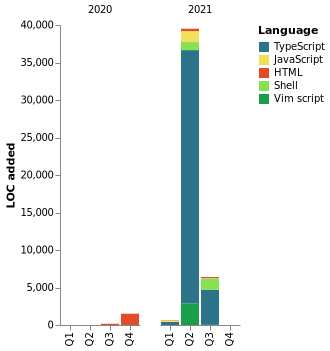 2020 2021
LOC added
40,000
35,000
30,000
25,000
20,000
15,000
10,000
5,000
0
Q1 Q2 Q3 Q4 Q1 Q2 Q3 Q4
Language
TypeScript
JavaScript
HTML
Shell
Vim script